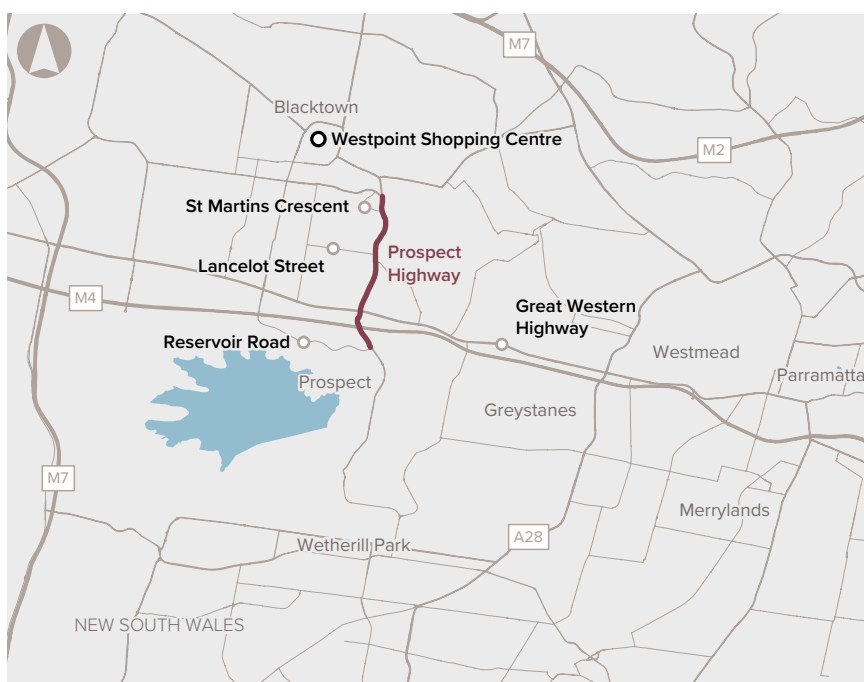 M7
Blacktown
Westpoint Shopping Centre
M2
St Martins Crescent
Prospect
Highway
Lancelot Street
M4
Great Western
Highway
Reservoir Road
Westmead
Prospect
Parramatta
Greystanes
M7
Merrylands
A28
Wetherill Park
NEW SOUTH WALES